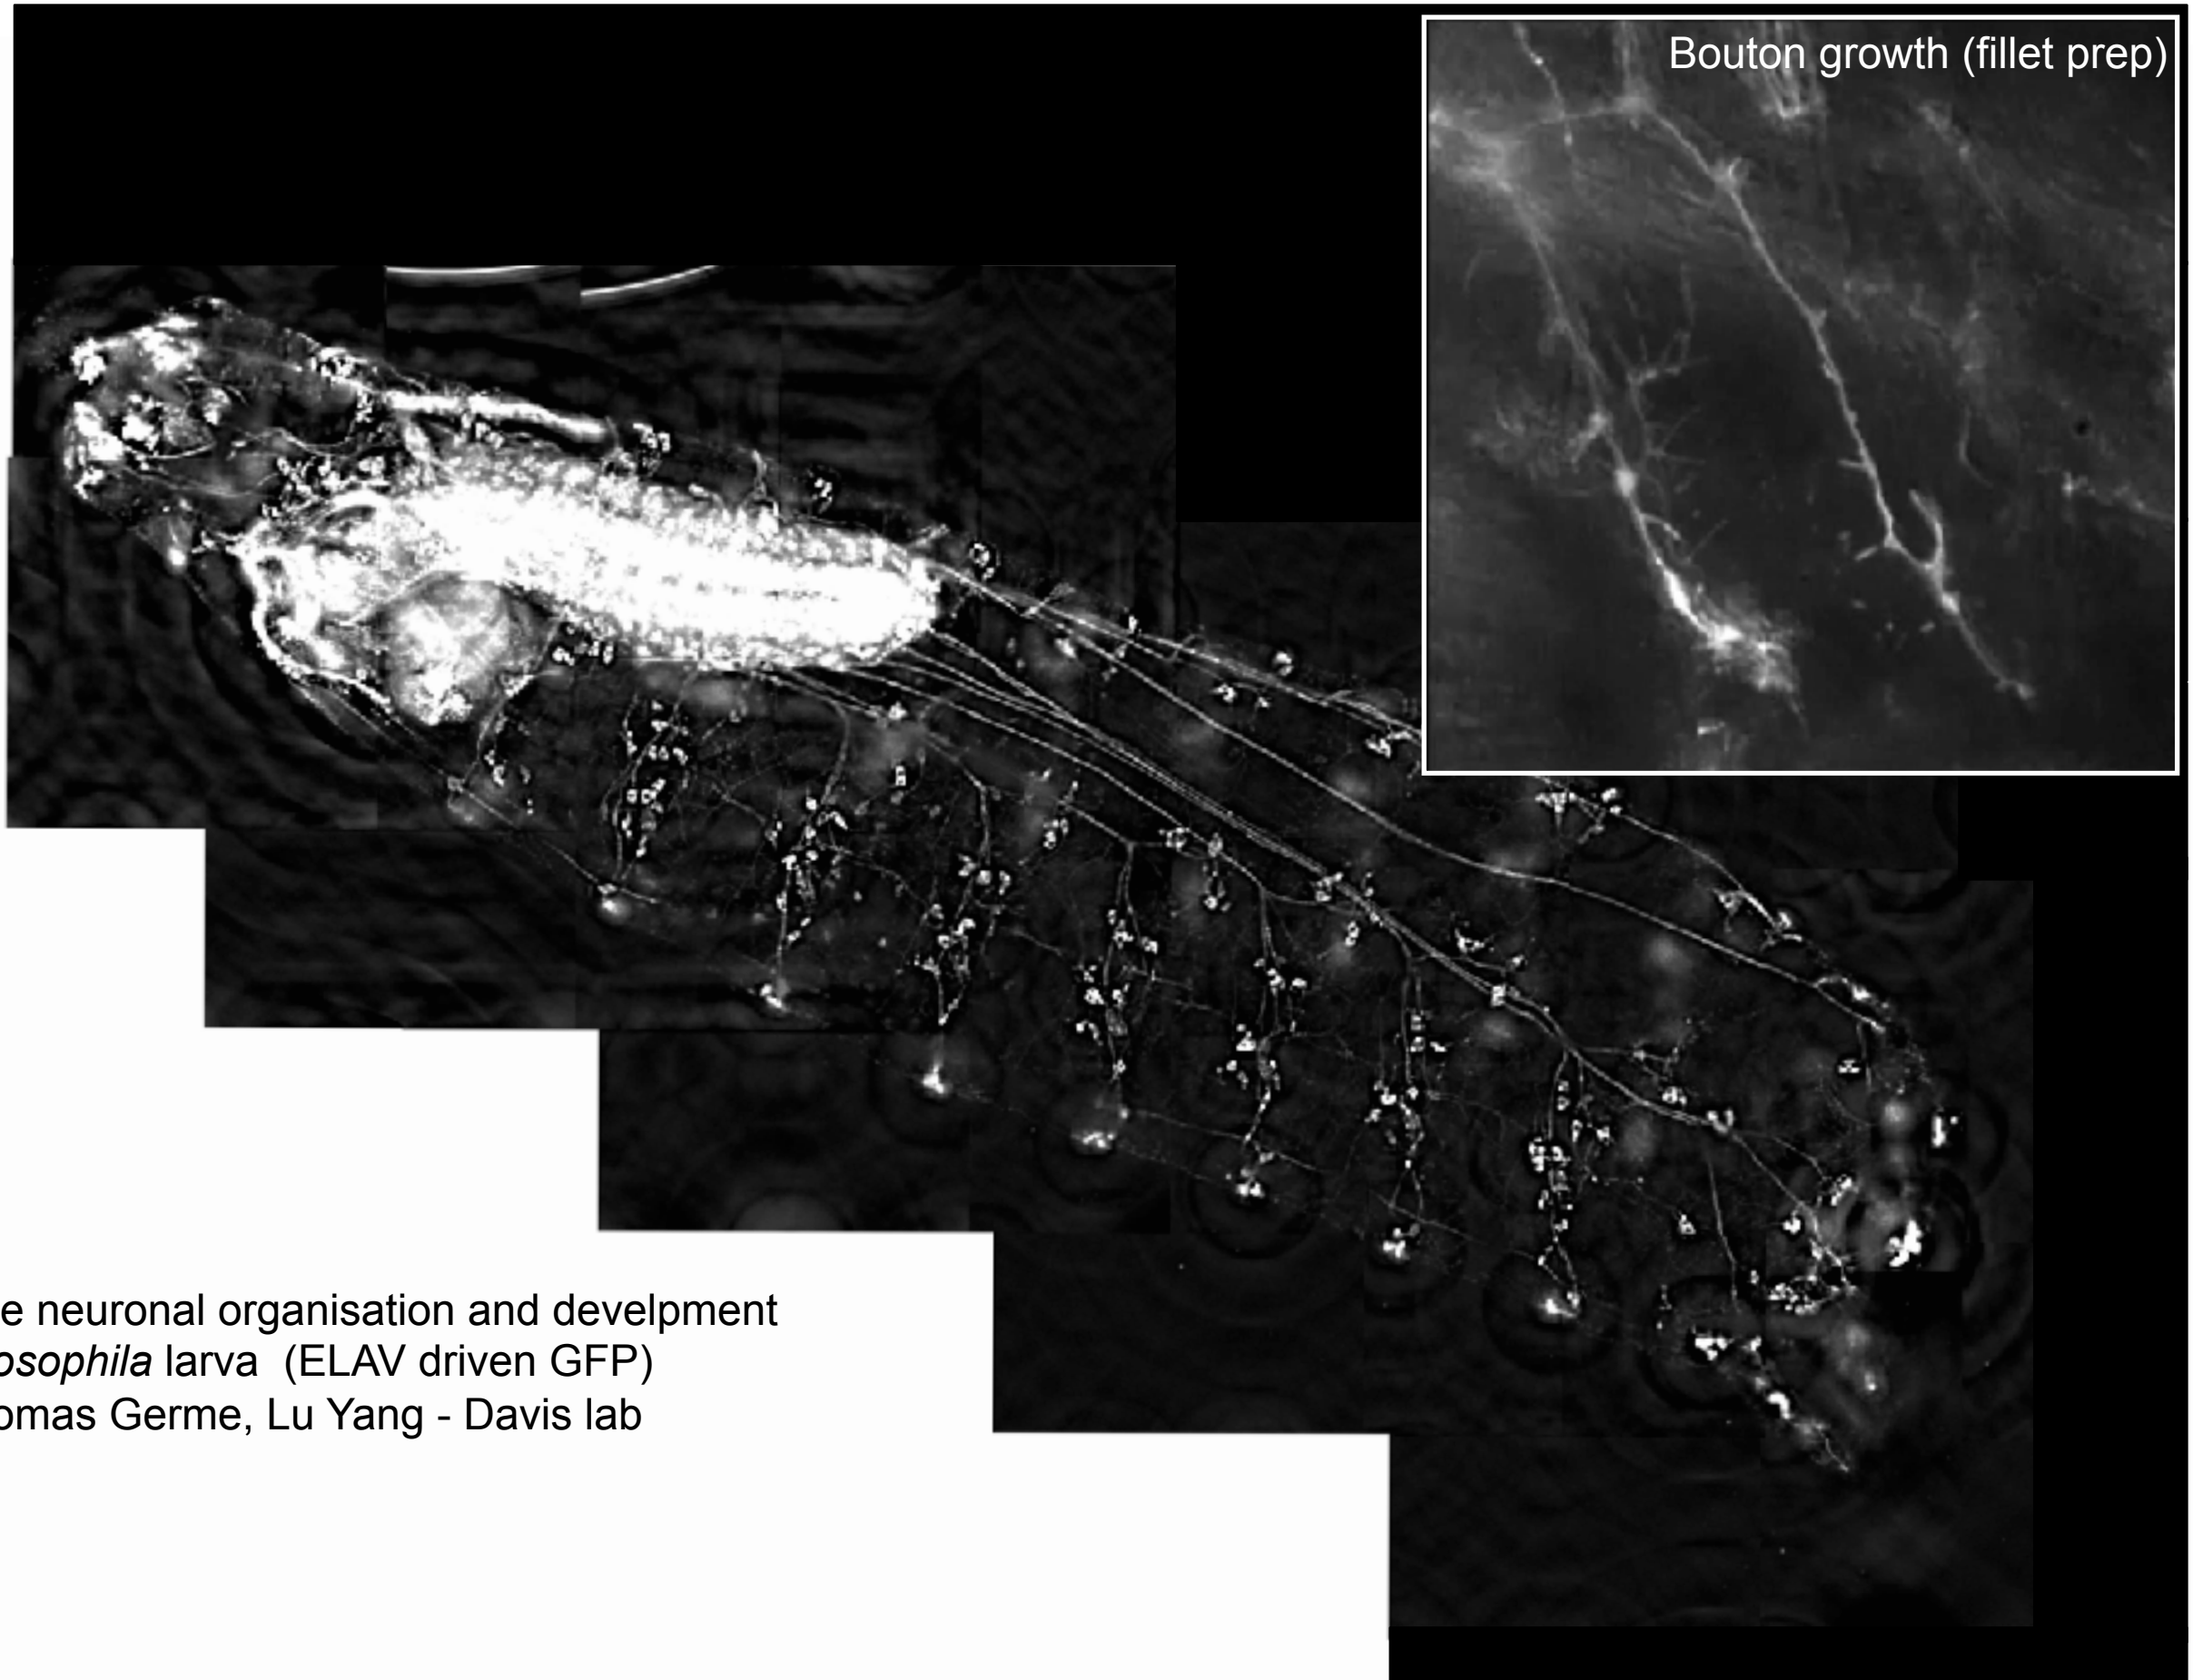 Bouton growth (fillet prep)
e neuronal organisation and develpment
osophila larva (ELAV driven GFP)
omas Germe, Lu Yang - Davis lab